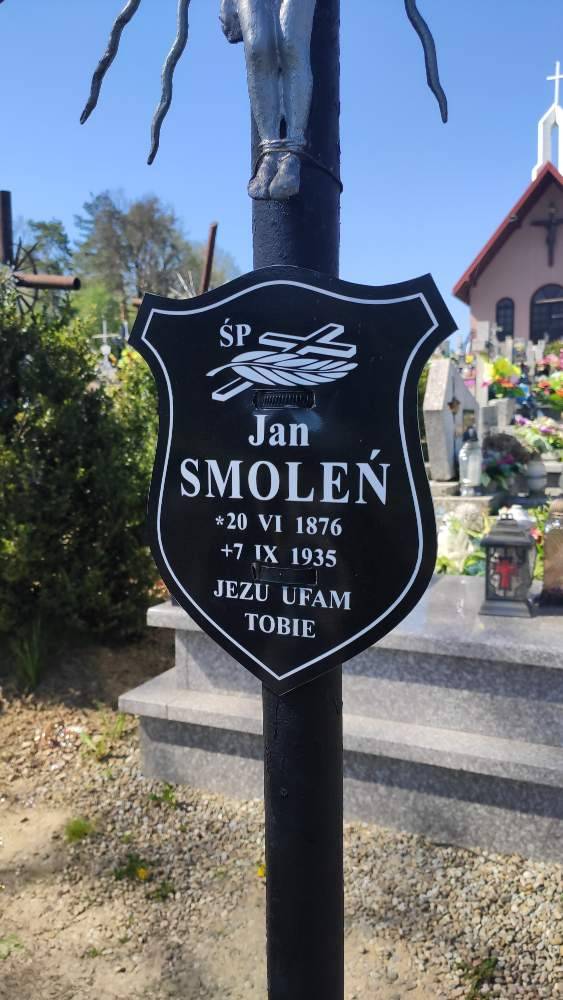 ŚP
Jan
SMOLEŃ
*20 VI 1876
+7 IX 1935
JEZU UFAM
TOBIE